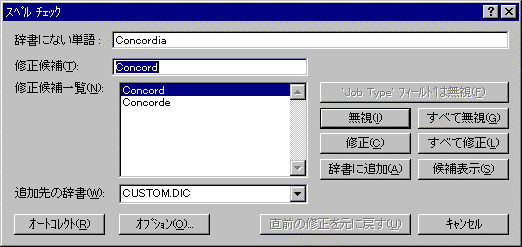 スペル チェック
辞書にない単語:
Concordia
修正候補(T):
Concord
修正候補一覧(N):
Concord
Concorde
'Job Type' フィールドは無視(F)
無視(I)
すべて無視(G)
修正(C)
すべて修正(L)
辞書に追加(A)
候補表示(S)
追加先の辞書(W):
CUSTOM.DIC
オートコレクト(R)
オプション(O)...
直前の修正を元に戻す(U)
キャンセル